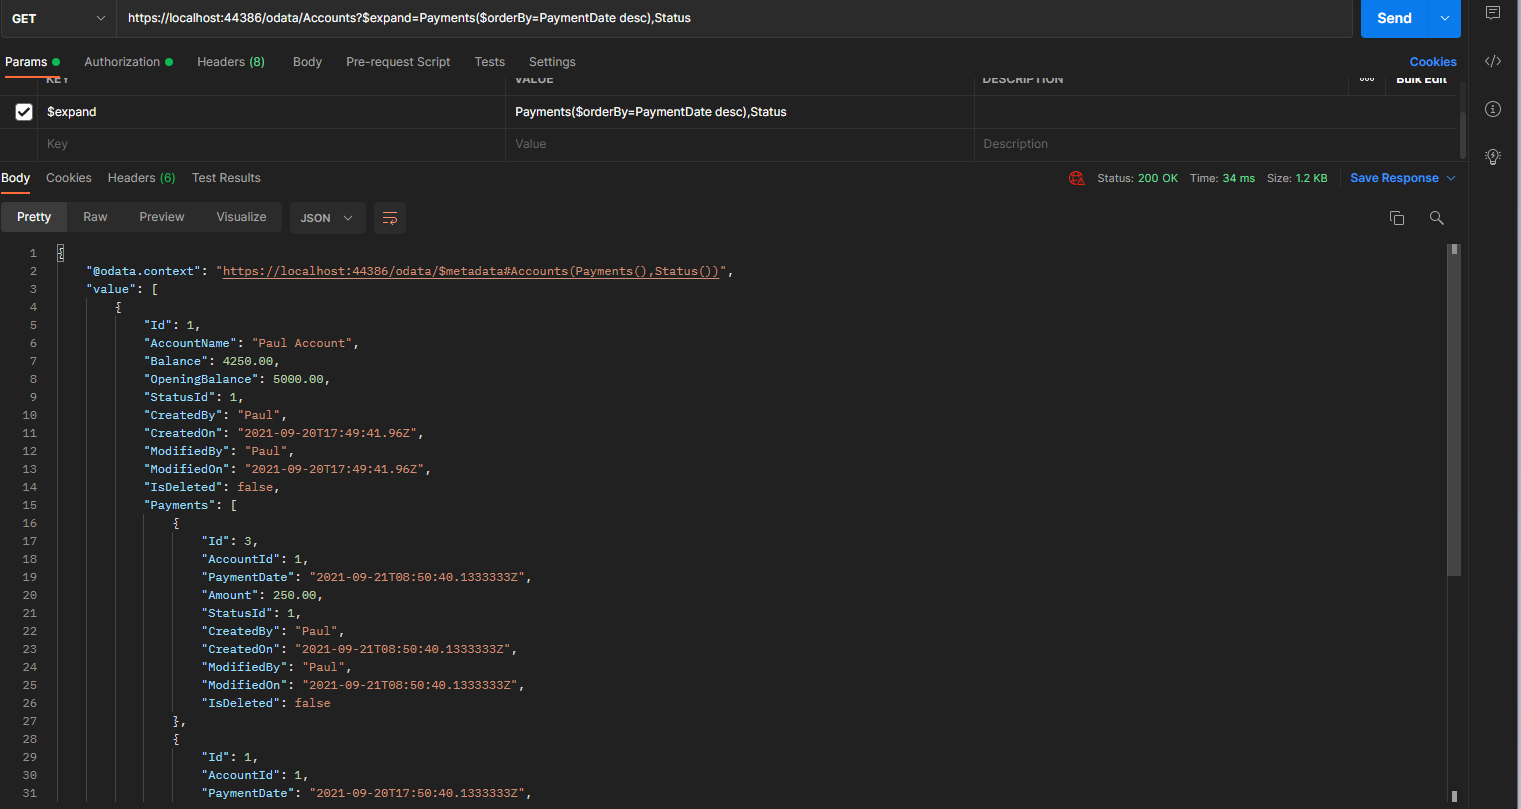 GET https://localhost:44386/odata/Accounts?$expand=Payments($orderBy=PaymentDate desc),Status Send
Params Authorization Headers (8) Body Pre-request Script Tests Settings Cookies
KEY VALUE DESCRIPTION ooo Bulk Edit
$expand Payments($orderBy=PaymentDate desc),Status
Key Value Description
Body Cookies Headers (6) Test Results Status: 200 OK Time: 34 ms Size: 1.2 KB Save Response
Pretty Raw Preview Visualize JSON
1 {
2 "@odata.context": "https://localhost:44386/odata/$metadata#Accounts(Payments(),Status())",
3 "value": [
4 {
5 "Id": 1,
6 "AccountName": "Paul Account",
7 "Balance": 4250.00,
8 "OpeningBalance": 5000.00,
9 "StatusId": 1,
10 "CreatedBy": "Paul",
11 "CreatedOn": "2021-09-20T17:49:41.96Z",
12 "ModifiedBy": "Paul",
13 "ModifiedOn": "2021-09-20T17:49:41.96Z",
14 "IsDeleted": false,
15 "Payments": [
16 {
17 "Id": 3,
18 "AccountId": 1,
19 "PaymentDate": "2021-09-21T08:50:40.1333333Z",
20 "Amount": 250.00,
21 "StatusId": 1,
22 "CreatedBy": "Paul",
23 "CreatedOn": "2021-09-21T08:50:40.1333333Z",
24 "ModifiedBy": "Paul",
25 "ModifiedOn": "2021-09-21T08:50:40.1333333Z",
26 "IsDeleted": false
27 },
28 {
29 "Id": 1,
30 "AccountId": 1,
31 "PaymentDate": "2021-09-20T17:50:40.1333333Z",